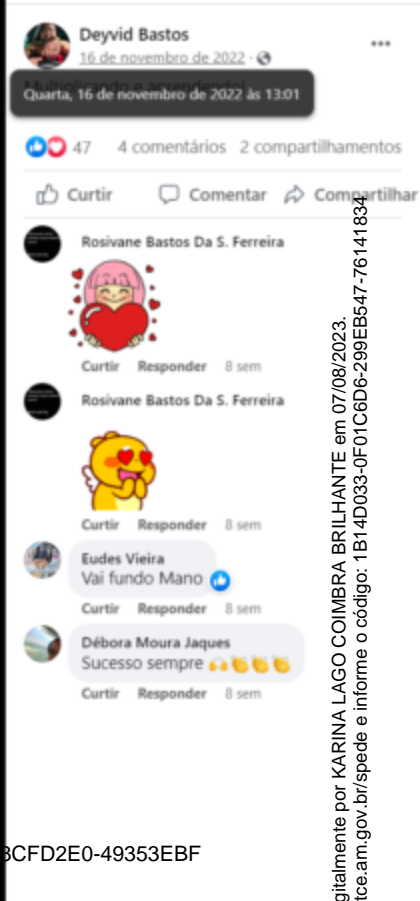 Deyvid Bastos
16 de novembro de 2022 ·
Multiplicando e aprendendo!
Quarta, 16 de novembro de 2022 às 13:01
47 4 comentários 2 compartilhamentos
Curtir Comentar Compartilhar
Rosivane Bastos Da S. Ferreira
Curtir Responder 8 sem
Rosivane Bastos Da S. Ferreira
Curtir Responder 8 sem
Eudes Vieira
Vai fundo Mano 👍
Curtir Responder 8 sem
Débora Moura Jaques
Sucesso sempre 🙌👏👏👏
Curtir Responder 8 sem
3CFD2E0-49353EBF
gitalmente por KARINA LAGO COIMBRA BRILHANTE em 07/08/2023.
tce.am.gov.br/spede e informe o código: 1B14D033-0F01C6D6-299EB547-76141834